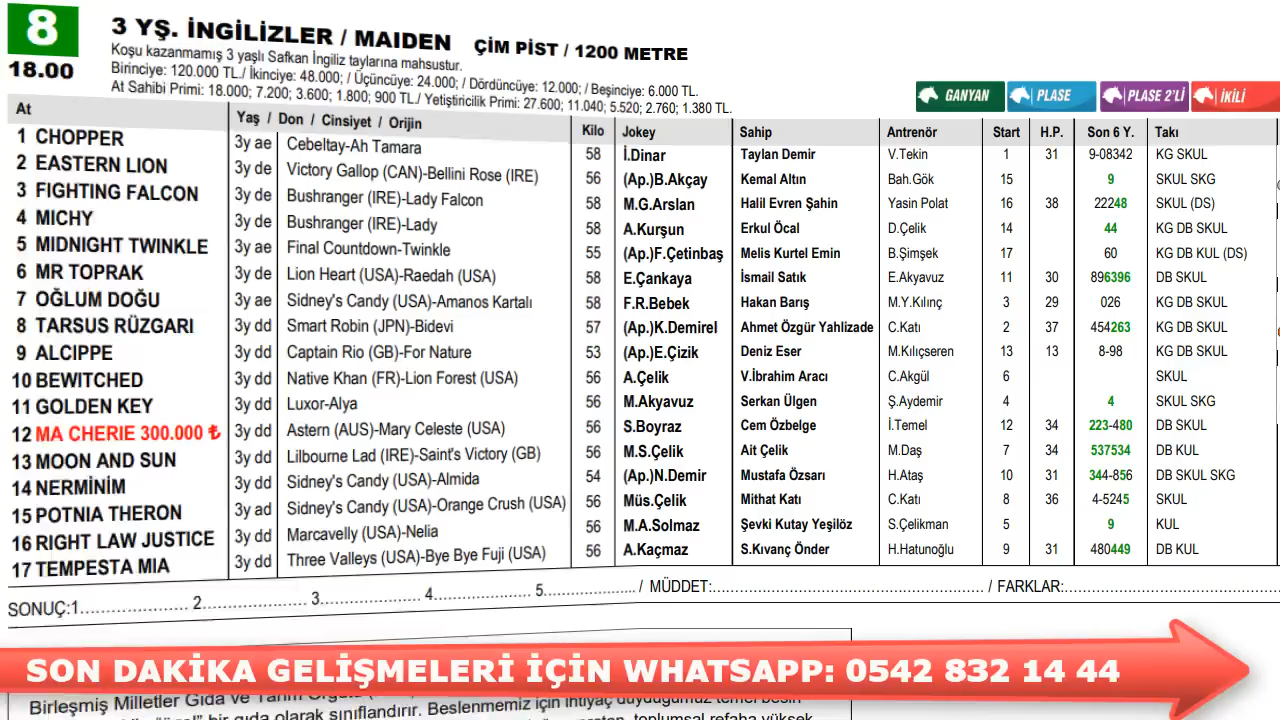 8
18.00
3 YŞ. İNGİLİZLER / MAIDEN ÇİM PİST / 1200 METRE
Koşu kazanmamış 3 yaşlı Safkan İngiliz taylarına mahsustur.
Birinciye: 120.000 TL./ İkinciye: 48.000; / Üçüncüye: 24.000; / Dördüncüye: 12.000; / Beşinciye: 6.000 TL.
At Sahibi Primi: 18.000; 7.200; 3.600; 1.800; 900 TL./ Yetiştiricilik Primi: 27.600; 11.040; 5.520; 2.760; 1.380 TL.
GANYAN PLASE PLASE 2'Lİ İKİLİ
At Yaş / Don / Cinsiyet / Orijin Kilo Jokey Sahip Antrenör Start H.P. Son 6 Y. Takı
1 CHOPPER 3y ae Cebeltay-Ah Tamara 58 İ.Dinar Taylan Demir V.Tekin 1 31 9-08342 KG SKUL
2 EASTERN LION 3y de Victory Gallop (CAN)-Bellini Rose (IRE) 56 (Ap.)B.Akçay Kemal Altın Bah.Gök 15 9 SKUL SKG
3 FIGHTING FALCON 3y de Bushranger (IRE)-Lady Falcon 58 M.G.Arslan Halil Evren Şahin Yasin Polat 16 38 22248 SKUL (DS)
4 MICHY 3y de Bushranger (IRE)-Lady 58 A.Kurşun Erkul Öcal D.Çelik 14 44 KG DB SKUL
5 MIDNIGHT TWINKLE 3y ae Final Countdown-Twinkle 55 (Ap.)F.Çetinbaş Melis Kurtel Emin B.Şimşek 17 60 KG DB KUL (DS)
6 MR TOPRAK 3y de Lion Heart (USA)-Raedah (USA) 58 E.Çankaya İsmail Satık E.Akyavuz 11 30 896396 DB SKUL
7 OĞLUM DOĞU 3y ae Sidney's Candy (USA)-Amanos Kartalı 58 F.R.Bebek Hakan Barış M.Y.Kılınç 3 29 026 KG DB SKUL
8 TARSUS RÜZGARI 3y dd Smart Robin (JPN)-Bidevi 57 (Ap.)K.Demirel Ahmet Özgür Yahlizade C.Katı 2 37 454263 KG DB SKUL
9 ALCIPPE 3y dd Captain Rio (GB)-For Nature 53 (Ap.)E.Çizik Deniz Eser M.Kılıçseren 13 13 8-98 KG DB SKUL
10 BEWITCHED 3y dd Native Khan (FR)-Lion Forest (USA) 56 A.Çelik V.İbrahim Aracı C.Akgül 6 SKUL
11 GOLDEN KEY 3y dd Luxor-Alya 56 M.Akyavuz Serkan Ülgen Ş.Aydemir 4 4 SKUL SKG
12 MA CHERIE 300.000 ₺ 3y dd Astern (AUS)-Mary Celeste (USA) 56 S.Boyraz Cem Özbelge İ.Temel 12 34 223-480 DB SKUL
13 MOON AND SUN 3y dd Lilbourne Lad (IRE)-Saint's Victory (GB) 56 M.S.Çelik Ait Çelik M.Daş 7 34 537534 DB KUL
14 NERMİNİM 3y dd Sidney's Candy (USA)-Almida 54 (Ap.)N.Demir Mustafa Özsarı H.Ataş 10 31 344-856 DB SKUL SKG
15 POTNIA THERON 3y ad Sidney's Candy (USA)-Orange Crush (USA) 56 Müs.Çelik Mithat Katı C.Katı 8 36 4-5245 SKUL
16 RIGHT LAW JUSTICE 3y dd Marcavelly (USA)-Nelia 56 M.A.Solmaz Şevki Kutay Yeşilöz S.Çelikman 5 9 KUL
17 TEMPESTA MIA 3y dd Three Valleys (USA)-Bye Bye Fuji (USA) 56 A.Kaçmaz S.Kıvanç Önder H.Hatunoğlu 9 31 480449 DB KUL
SONUÇ:1....................... 2......................... 3......................... 4....................... 5....................... / MÜDDET:............................................................... / FARKLAR:..................................................
SON DAKİKA GELİŞMELERİ İÇİN WHATSAPP: 0542 832 14 44
Birleşmiş Milletler Gıda ve Tarım
bir gıda olarak sınıflandırır. Beslenmemiz için ihtiyaç duyduğumuz temel besin
toplumsal refaha yüksek